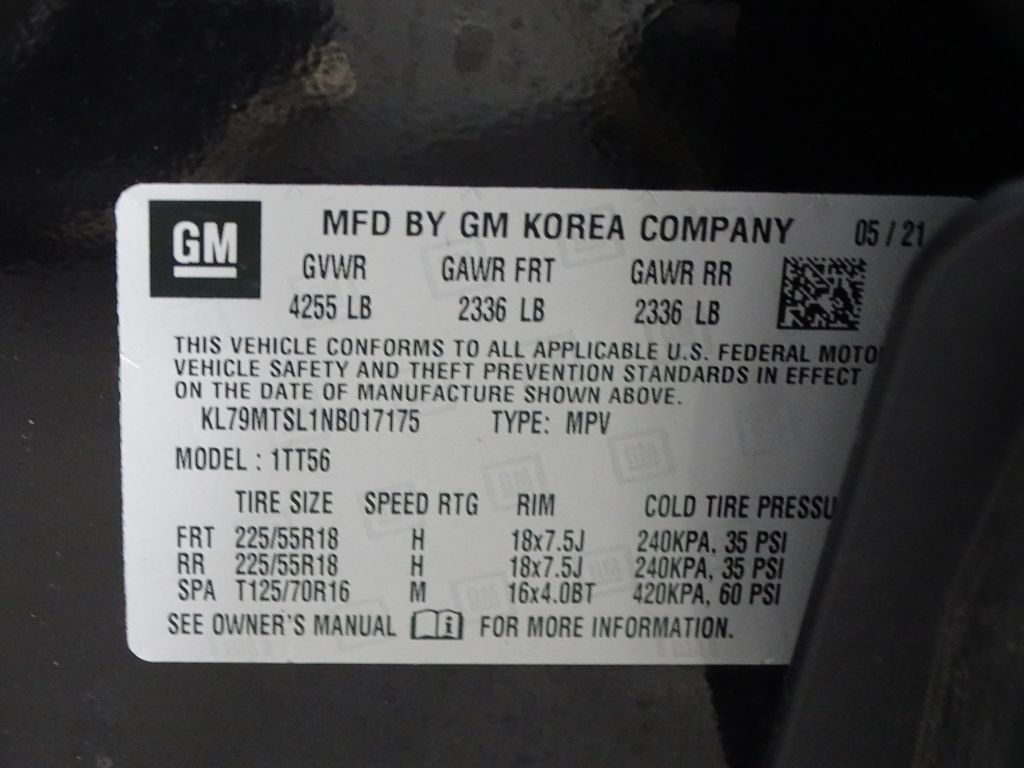 GM MFD BY GM KOREA COMPANY 05 / 21
GVWR GAWR FRT GAWR RR
4255 LB 2336 LB 2336 LB
THIS VEHICLE CONFORMS TO ALL APPLICABLE U.S. FEDERAL MOTO
VEHICLE SAFETY AND THEFT PREVENTION STANDARDS IN EFFECT
ON THE DATE OF MANUFACTURE SHOWN ABOVE.
KL79MTSL1NB017175 TYPE: MPV
MODEL : 1TT56
TIRE SIZE SPEED RTG RIM COLD TIRE PRESSU
FRT 225/55R18 H 18x7.5J 240KPA, 35 PSI
RR 225/55R18 H 18x7.5J 240KPA, 35 PSI
SPA T125/70R16 M 16x4.0BT 420KPA, 60 PSI
SEE OWNER'S MANUAL i FOR MORE INFORMATION.